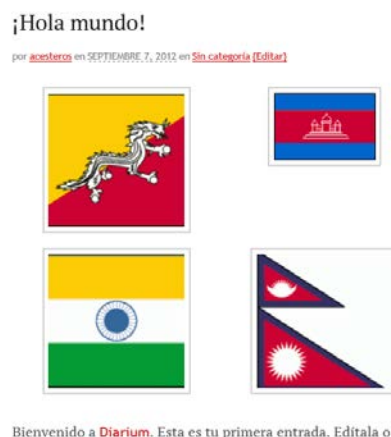 ¡Hola mundo!
por acesteros en SEPTIEMBRE 7, 2012 en Sin categoría (Editar)
Bienvenido a Diarium. Esta es tu primera entrada. Edítala o